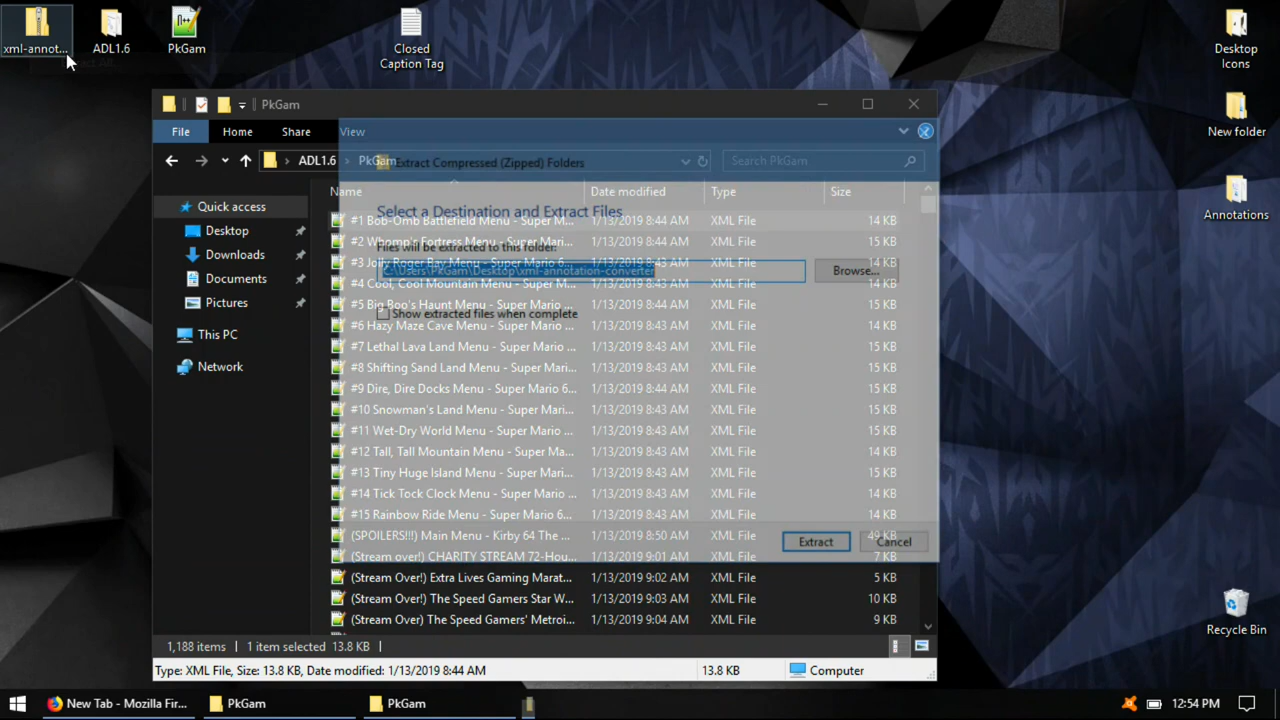 xml-annot...
ADL1.6
PkGam
Closed
Caption Tag
Desktop
Icons
New folder
Annotations
Recycle Bin
PkGam
File
Home
Share
View
ADL1.6
PkGam
Search PkGam
Extract Compressed (Zipped) Folders
Select a Destination and Extract Files
Files will be extracted to this folder:
C:\Users\PkGam\Desktop\xml-annotation-converter
Browse...
Show extracted files when complete
Extract
Cancel
Quick access
Desktop
Downloads
Documents
Pictures
This PC
Network
Name Date modified Type Size
#1 Bob-Omb Battlefield Menu - Super M... 1/13/2019 8:44 AM XML File 14 KB
#2 Whomp's Fortress Menu - Super Mari... 1/13/2019 8:44 AM XML File 15 KB
#3 Jolly Roger Bay Menu - Super Mario 6... 1/13/2019 8:43 AM XML File 14 KB
#4 Cool, Cool Mountain Menu - Super M... 1/13/2019 8:43 AM XML File 14 KB
#5 Big Boo's Haunt Menu - Super Mario ... 1/13/2019 8:44 AM XML File 15 KB
#6 Hazy Maze Cave Menu - Super Mario ... 1/13/2019 8:43 AM XML File 14 KB
#7 Lethal Lava Land Menu - Super Mario ... 1/13/2019 8:43 AM XML File 15 KB
#8 Shifting Sand Land Menu - Super Mari... 1/13/2019 8:43 AM XML File 15 KB
#9 Dire, Dire Docks Menu - Super Mario 6... 1/13/2019 8:44 AM XML File 15 KB
#10 Snowman's Land Menu - Super Mari... 1/13/2019 8:43 AM XML File 15 KB
#11 Wet-Dry World Menu - Super Mario 6... 1/13/2019 8:43 AM XML File 15 KB
#12 Tall, Tall Mountain Menu - Super Ma... 1/13/2019 8:43 AM XML File 14 KB
#13 Tiny Huge Island Menu - Super Mario ... 1/13/2019 8:43 AM XML File 15 KB
#14 Tick Tock Clock Menu - Super Mario ... 1/13/2019 8:43 AM XML File 14 KB
#15 Rainbow Ride Menu - Super Mario 6... 1/13/2019 8:43 AM XML File 14 KB
(SPOILERS!!!) Main Menu - Kirby 64 The ... 1/13/2019 8:50 AM XML File 49 KB
(Stream over!) CHARITY STREAM 72-Hou... 1/13/2019 9:01 AM XML File 7 KB
(Stream Over!) Extra Lives Gaming Marat... 1/13/2019 9:02 AM XML File 5 KB
(Stream Over!) The Speed Gamers Star W... 1/13/2019 9:03 AM XML File 10 KB
(Stream Over) The Speed Gamers' Metroi... 1/13/2019 9:04 AM XML File 9 KB
1,188 items 1 item selected 13.8 KB
Type: XML File, Size: 13.8 KB, Date modified: 1/13/2019 8:44 AM 13.8 KB Computer
New Tab - Mozilla Fir...
PkGam
PkGam
12:54 PM